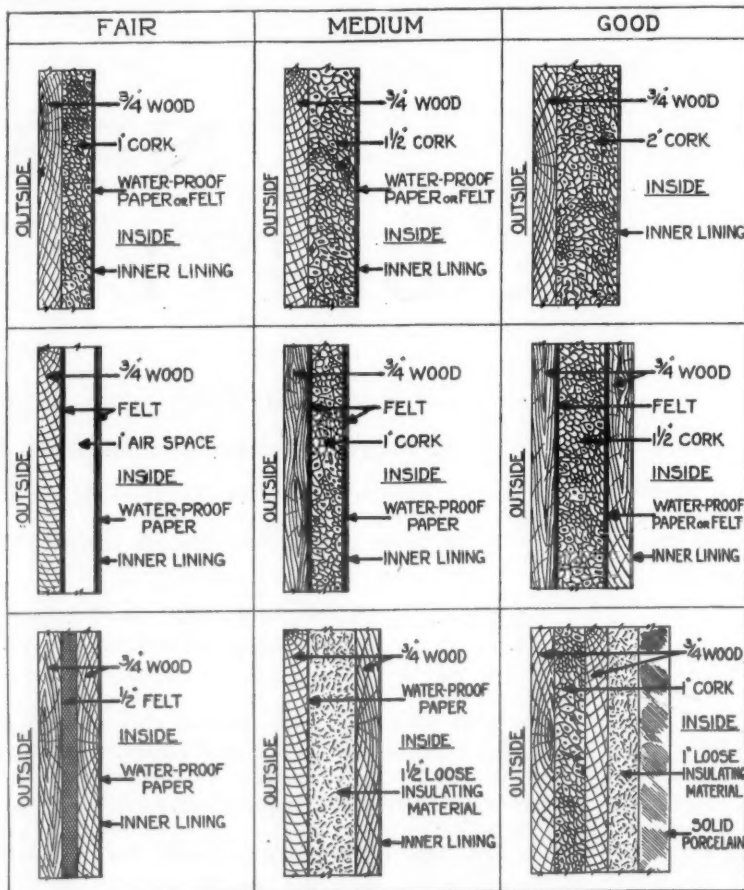 FAIR
MEDIUM
GOOD
OUTSIDE
3/4" WOOD
1" CORK
WATER-PROOF
PAPER OR FELT
INSIDE
INNER LINING
OUTSIDE
3/4" WOOD
1 1/2" CORK
WATER-PROOF
PAPER OR FELT
INSIDE
INNER LINING
OUTSIDE
3/4" WOOD
2" CORK
INSIDE
INNER LINING
OUTSIDE
3/4" WOOD
FELT
1" AIR SPACE
INSIDE
WATER-PROOF
PAPER
INNER LINING
OUTSIDE
3/4" WOOD
FELT
1" CORK
INSIDE
WATER-PROOF
PAPER
INNER LINING
OUTSIDE
3/4" WOOD
FELT
1 1/2" CORK
INSIDE
WATER-PROOF
PAPER OR FELT
INNER LINING
OUTSIDE
3/4" WOOD
1/2" FELT
INSIDE
WATER-PROOF
PAPER
INNER LINING
OUTSIDE
3/4" WOOD
WATER-PROOF
PAPER
INSIDE
1 1/2" LOOSE
INSULATING
MATERIAL
INNER LINING
OUTSIDE
3/4" WOOD
1" CORK
INSIDE
1" LOOSE
INSULATING
MATERIAL
SOLID
PORCELAIN